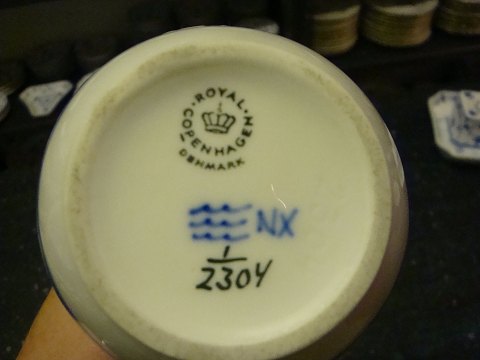 ROYAL
COPENHAGEN
DENMARK
NX
1
2304